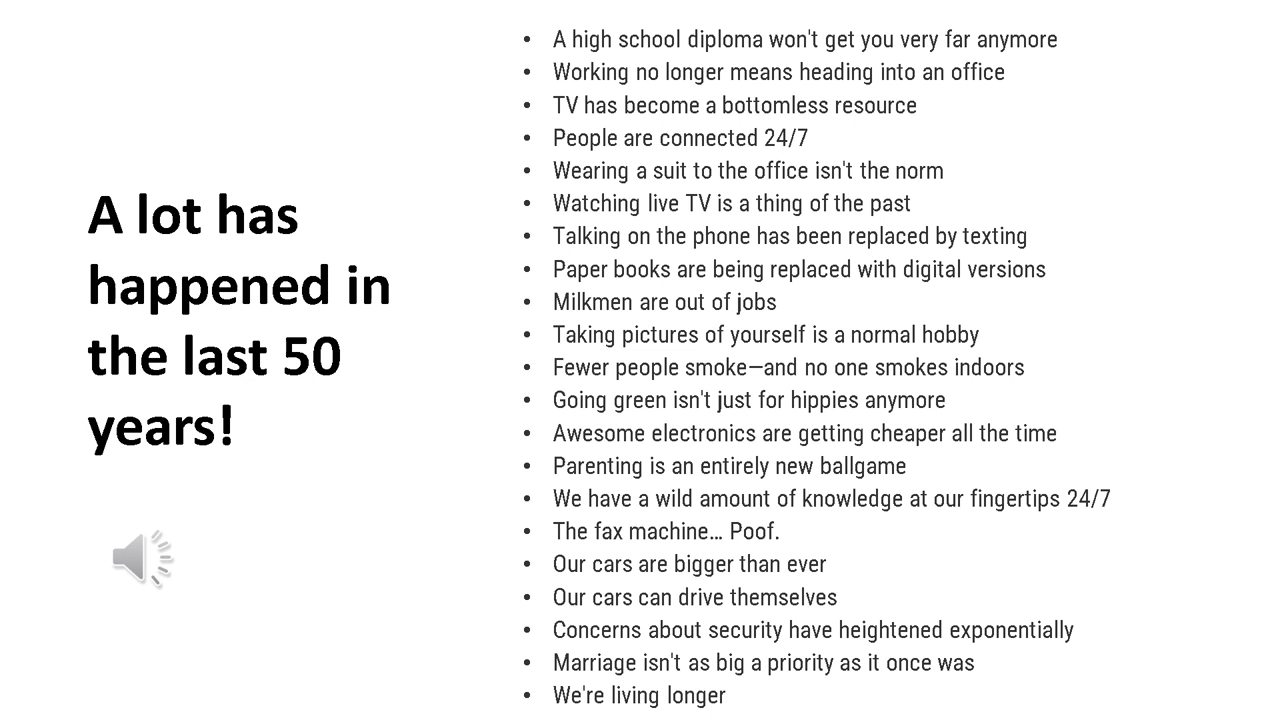 A lot has
happened in
the last 50
years!
• A high school diploma won't get you very far anymore
• Working no longer means heading into an office
• TV has become a bottomless resource
• People are connected 24/7
• Wearing a suit to the office isn't the norm
• Watching live TV is a thing of the past
• Talking on the phone has been replaced by texting
• Paper books are being replaced with digital versions
• Milkmen are out of jobs
• Taking pictures of yourself is a normal hobby
• Fewer people smoke—and no one smokes indoors
• Going green isn't just for hippies anymore
• Awesome electronics are getting cheaper all the time
• Parenting is an entirely new ballgame
• We have a wild amount of knowledge at our fingertips 24/7
• The fax machine… Poof.
• Our cars are bigger than ever
• Our cars can drive themselves
• Concerns about security have heightened exponentially
• Marriage isn't as big a priority as it once was
• We're living longer